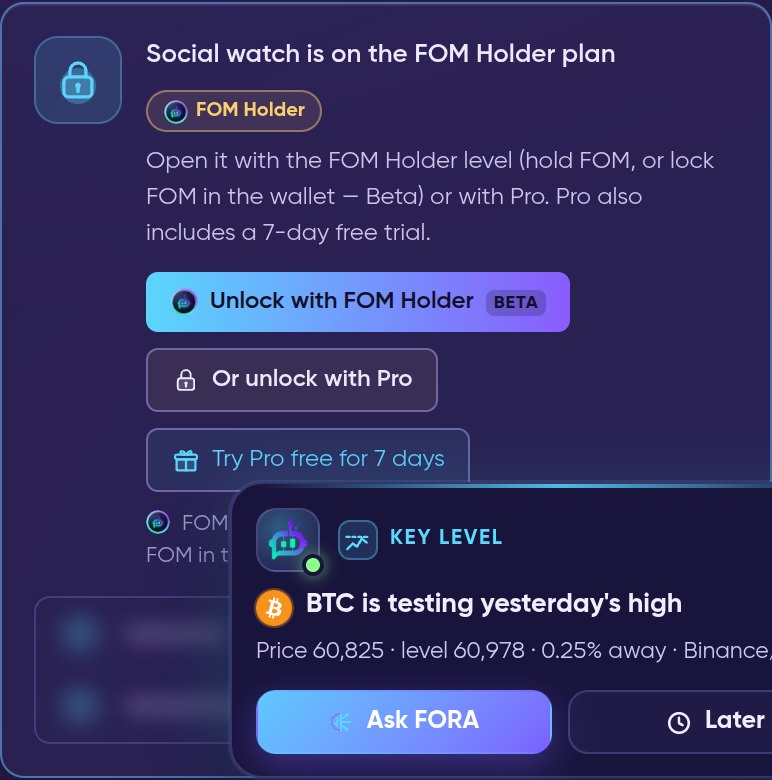 Social watch is on the FOM Holder plan
FOM Holder
Open it with the FOM Holder level (hold FOM, or lock
FOM in the wallet — Beta) or with Pro. Pro also
includes a 7-day free trial.
Unlock with FOM Holder BETA
Or unlock with Pro
Try Pro free for 7 days
FOM
FOM in t
KEY LEVEL
BTC is testing yesterday's high
Price 60,825 · level 60,978 · 0.25% away · Binance,
Ask FORA
Later